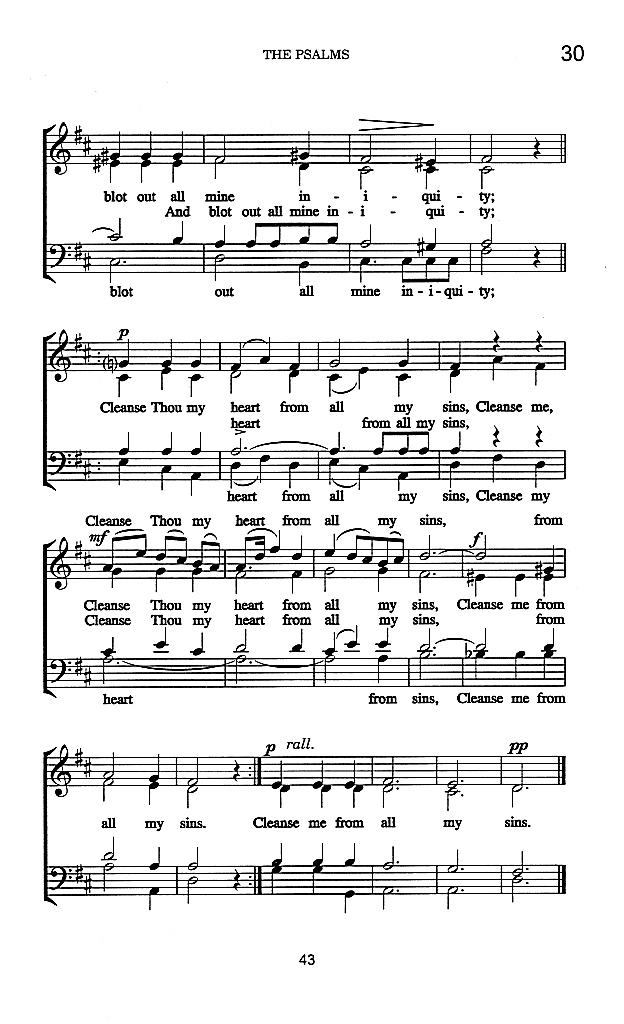 THE PSALMS
30
blot out all mine in - i - qui - ty;
And blot out all mine in - i - qui - ty;
blot out all mine in - i - qui - ty;
p
Cleanse Thou my heart from all my sins, Cleanse me,
heart from all my sins,
heart from all my sins, Cleanse my
Cleanse Thou my heart from all my sins, from
mf f
Cleanse Thou my heart from all my sins, Cleanse me from
Cleanse Thou my heart from all my sins, from
heart from sins, Cleanse me from
p rall. pp
all my sins. Cleanse me from all my sins.
43